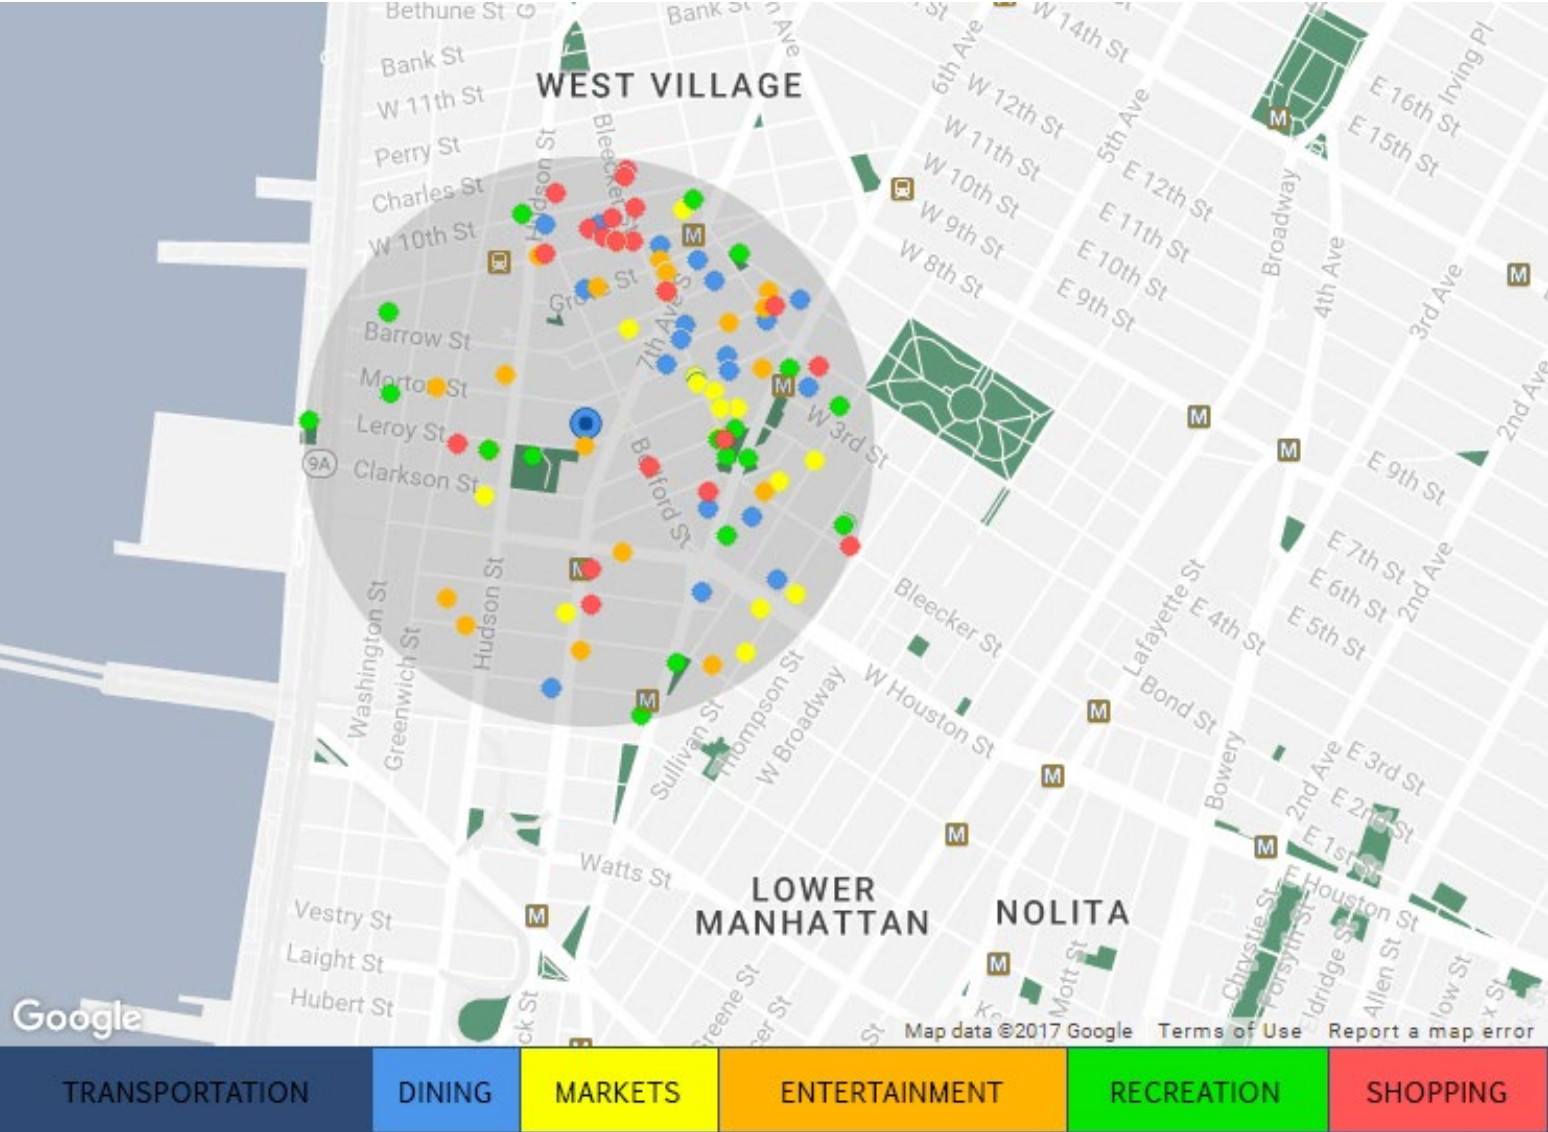 Bethune St
Bank St
W 14th St
Bank St
6th Ave
Irving Pl
WEST VILLAGE
W 12th St
E 16th St
W 11th St
5th Ave
E 15th St
W 11th St
Perry St
W 10th St
E 12th St
Charles St
W 9th St
E 11th St
Broadway
W 10th St
W 8th St
E 10th St
4th Ave
3rd Ave
E 9th St
Grove St
Barrow St
7th Ave S
Morton St
2nd Ave
Leroy St
W 3rd St
9A
Clarkson St
Bedford St
E 9th St
Hudson St
Hudson St
E 7th St
Washington St
Bleecker St
Lafayette St
E 6th St
2nd Ave
Greenwich St
E 4th St
E 5th St
Thompson St
W Broadway
W Houston St
Bond St
Sullivan St
Bowery
2nd Ave
E 3rd St
E 2nd St
E 1st St
Watts St
LOWER
MANHATTAN
NOLITA
E Houston St
Vestry St
Chrystie St
Forsyth St
Eldridge St
Allen St
Laight St
Mott St
Greene St
Hubert St
Google
Map data ©2017 Google
Terms of Use
Report a map error
TRANSPORTATION
DINING
MARKETS
ENTERTAINMENT
RECREATION
SHOPPING